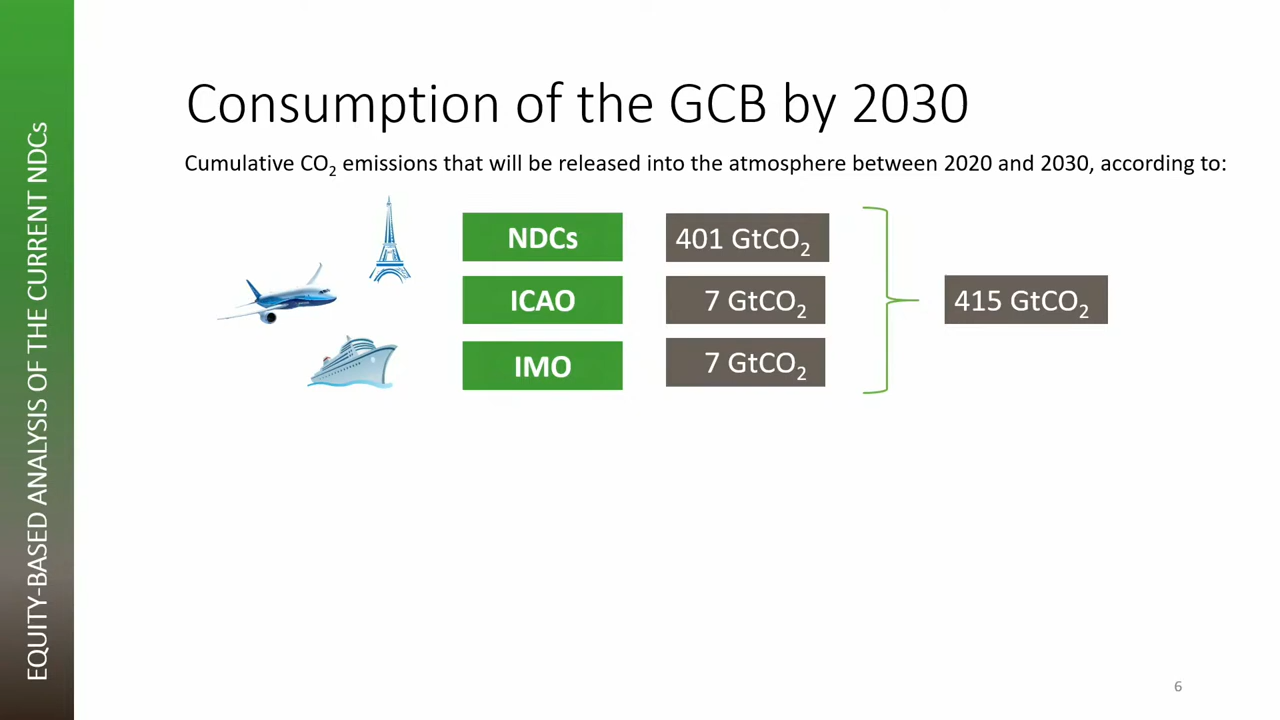 EQUITY-BASED ANALYSIS OF THE CURRENT NDCs
Consumption of the GCB by 2030
Cumulative CO₂ emissions that will be released into the atmosphere between 2020 and 2030, according to:
NDCs 401 GtCO₂
ICAO 7 GtCO₂ 415 GtCO₂
IMO 7 GtCO₂
6